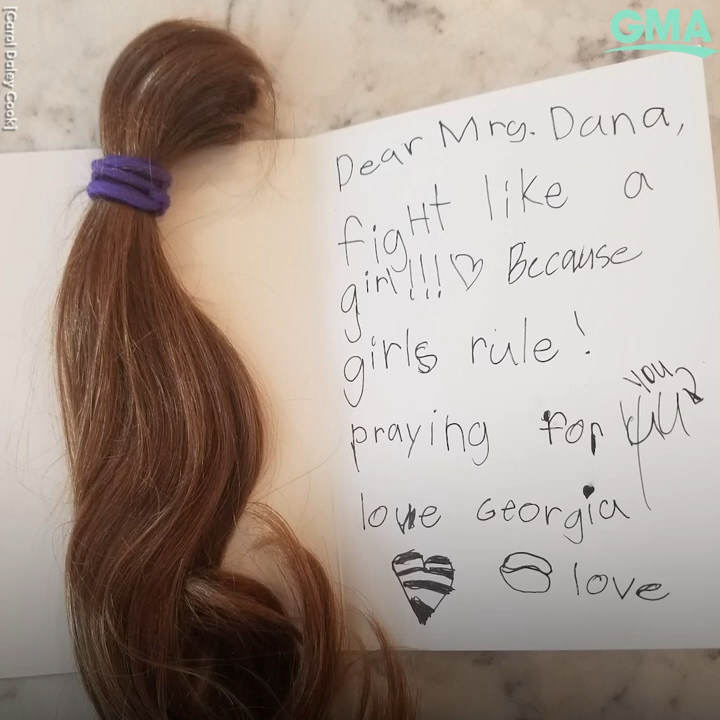 [Carol Daley Cook]
GMA
Dear Mrs. Dana,
figHt like a
girl!!!♡ Because
girls rule!
praying for you
love Georgia
love